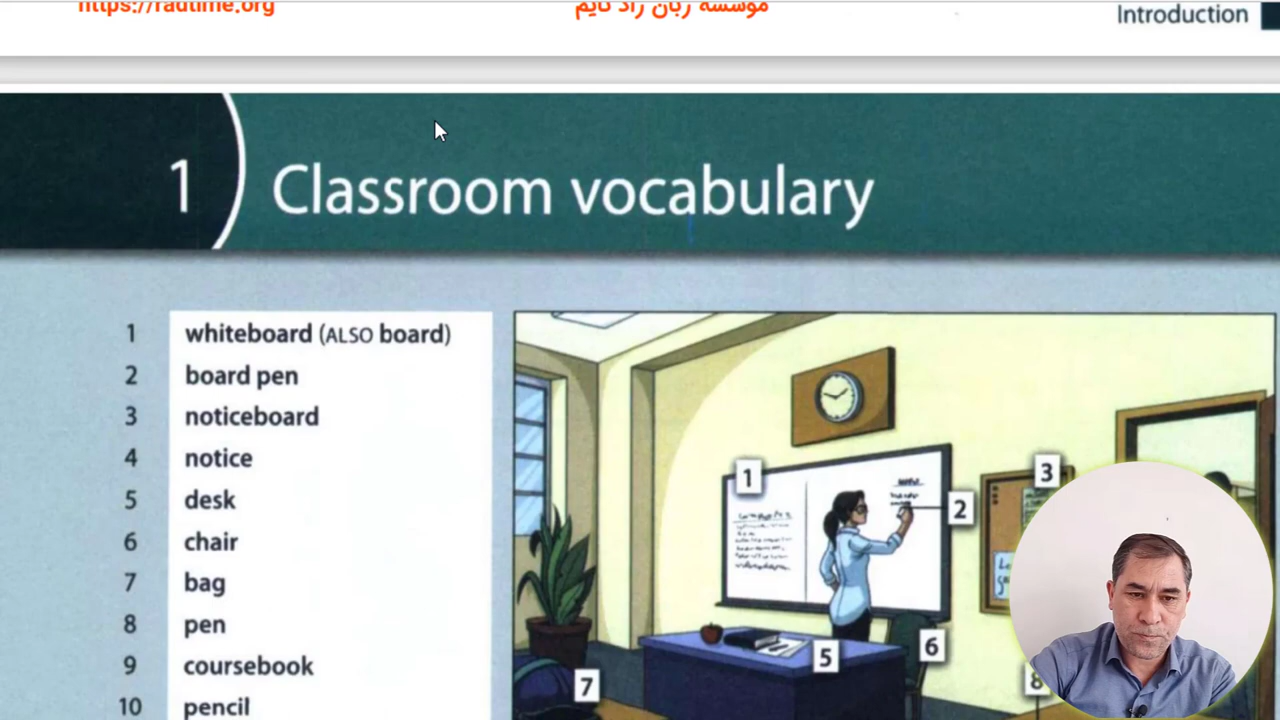 https://radtime.org
موسسه زبان راد تایم
Introduction
1
Classroom vocabulary
1 whiteboard (ALSO board)
2 board pen
3 noticeboard
4 notice
5 desk
6 chair
7 bag
8 pen
9 coursebook
10 pencil
1
2
3
5
6
7
8